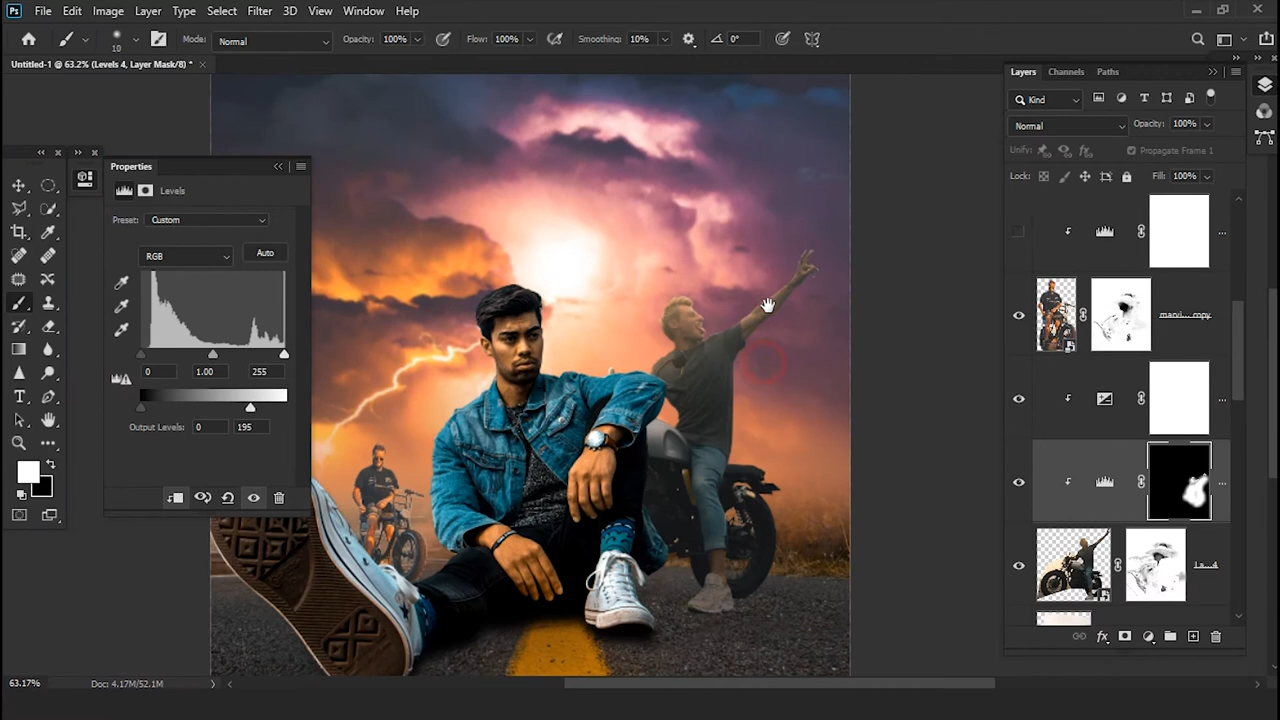 Ps File Edit Image Layer Type Select Filter 3D View Window Help
10 Mode: Normal Opacity: 100% Flow: 100% Smoothing: 10% 0°
Untitled-1 @ 63.2% (Levels 4, Layer Mask/8) *
Layers Channels Paths
Kind
Normal Opacity: 100%
Unify: Propagate Frame 1
Lock: Fill: 100%
Properties
Levels
Preset: Custom
RGB Auto
0 1.00 255
Output Levels: 0 195
63.17% Doc: 4.17M/52.1M